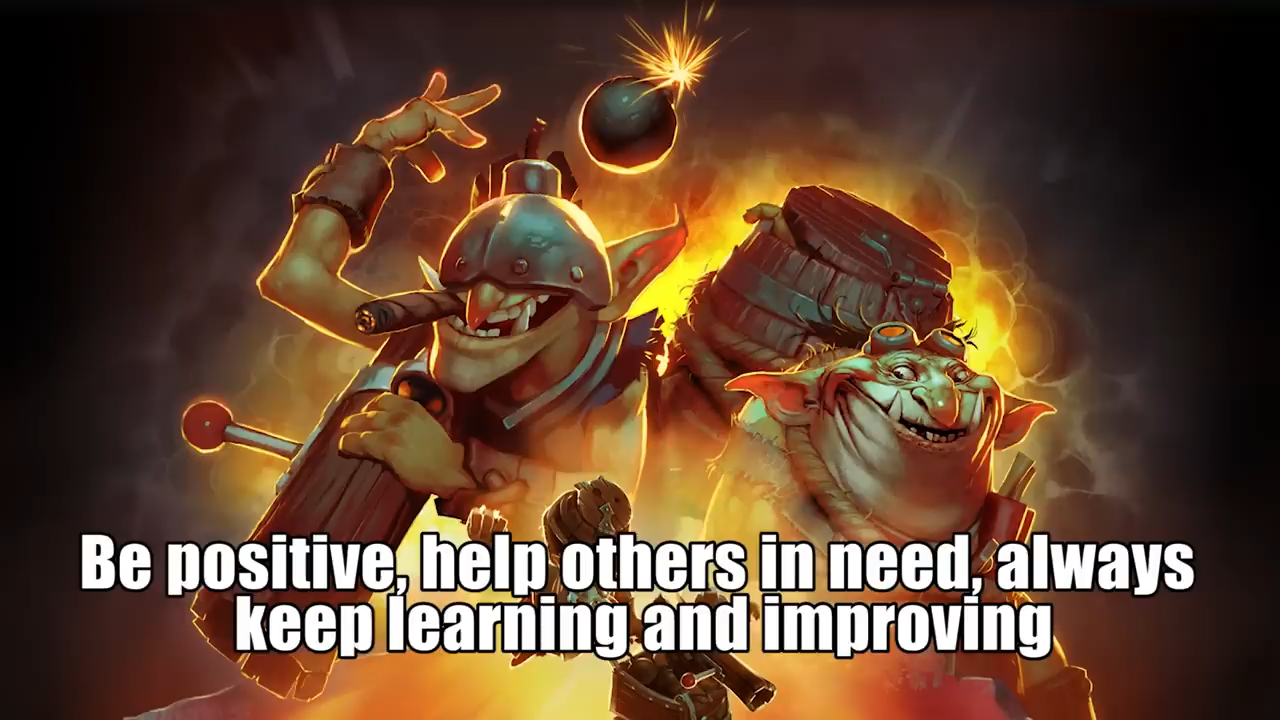 Be positive, help others in need, always
keep learning and improving